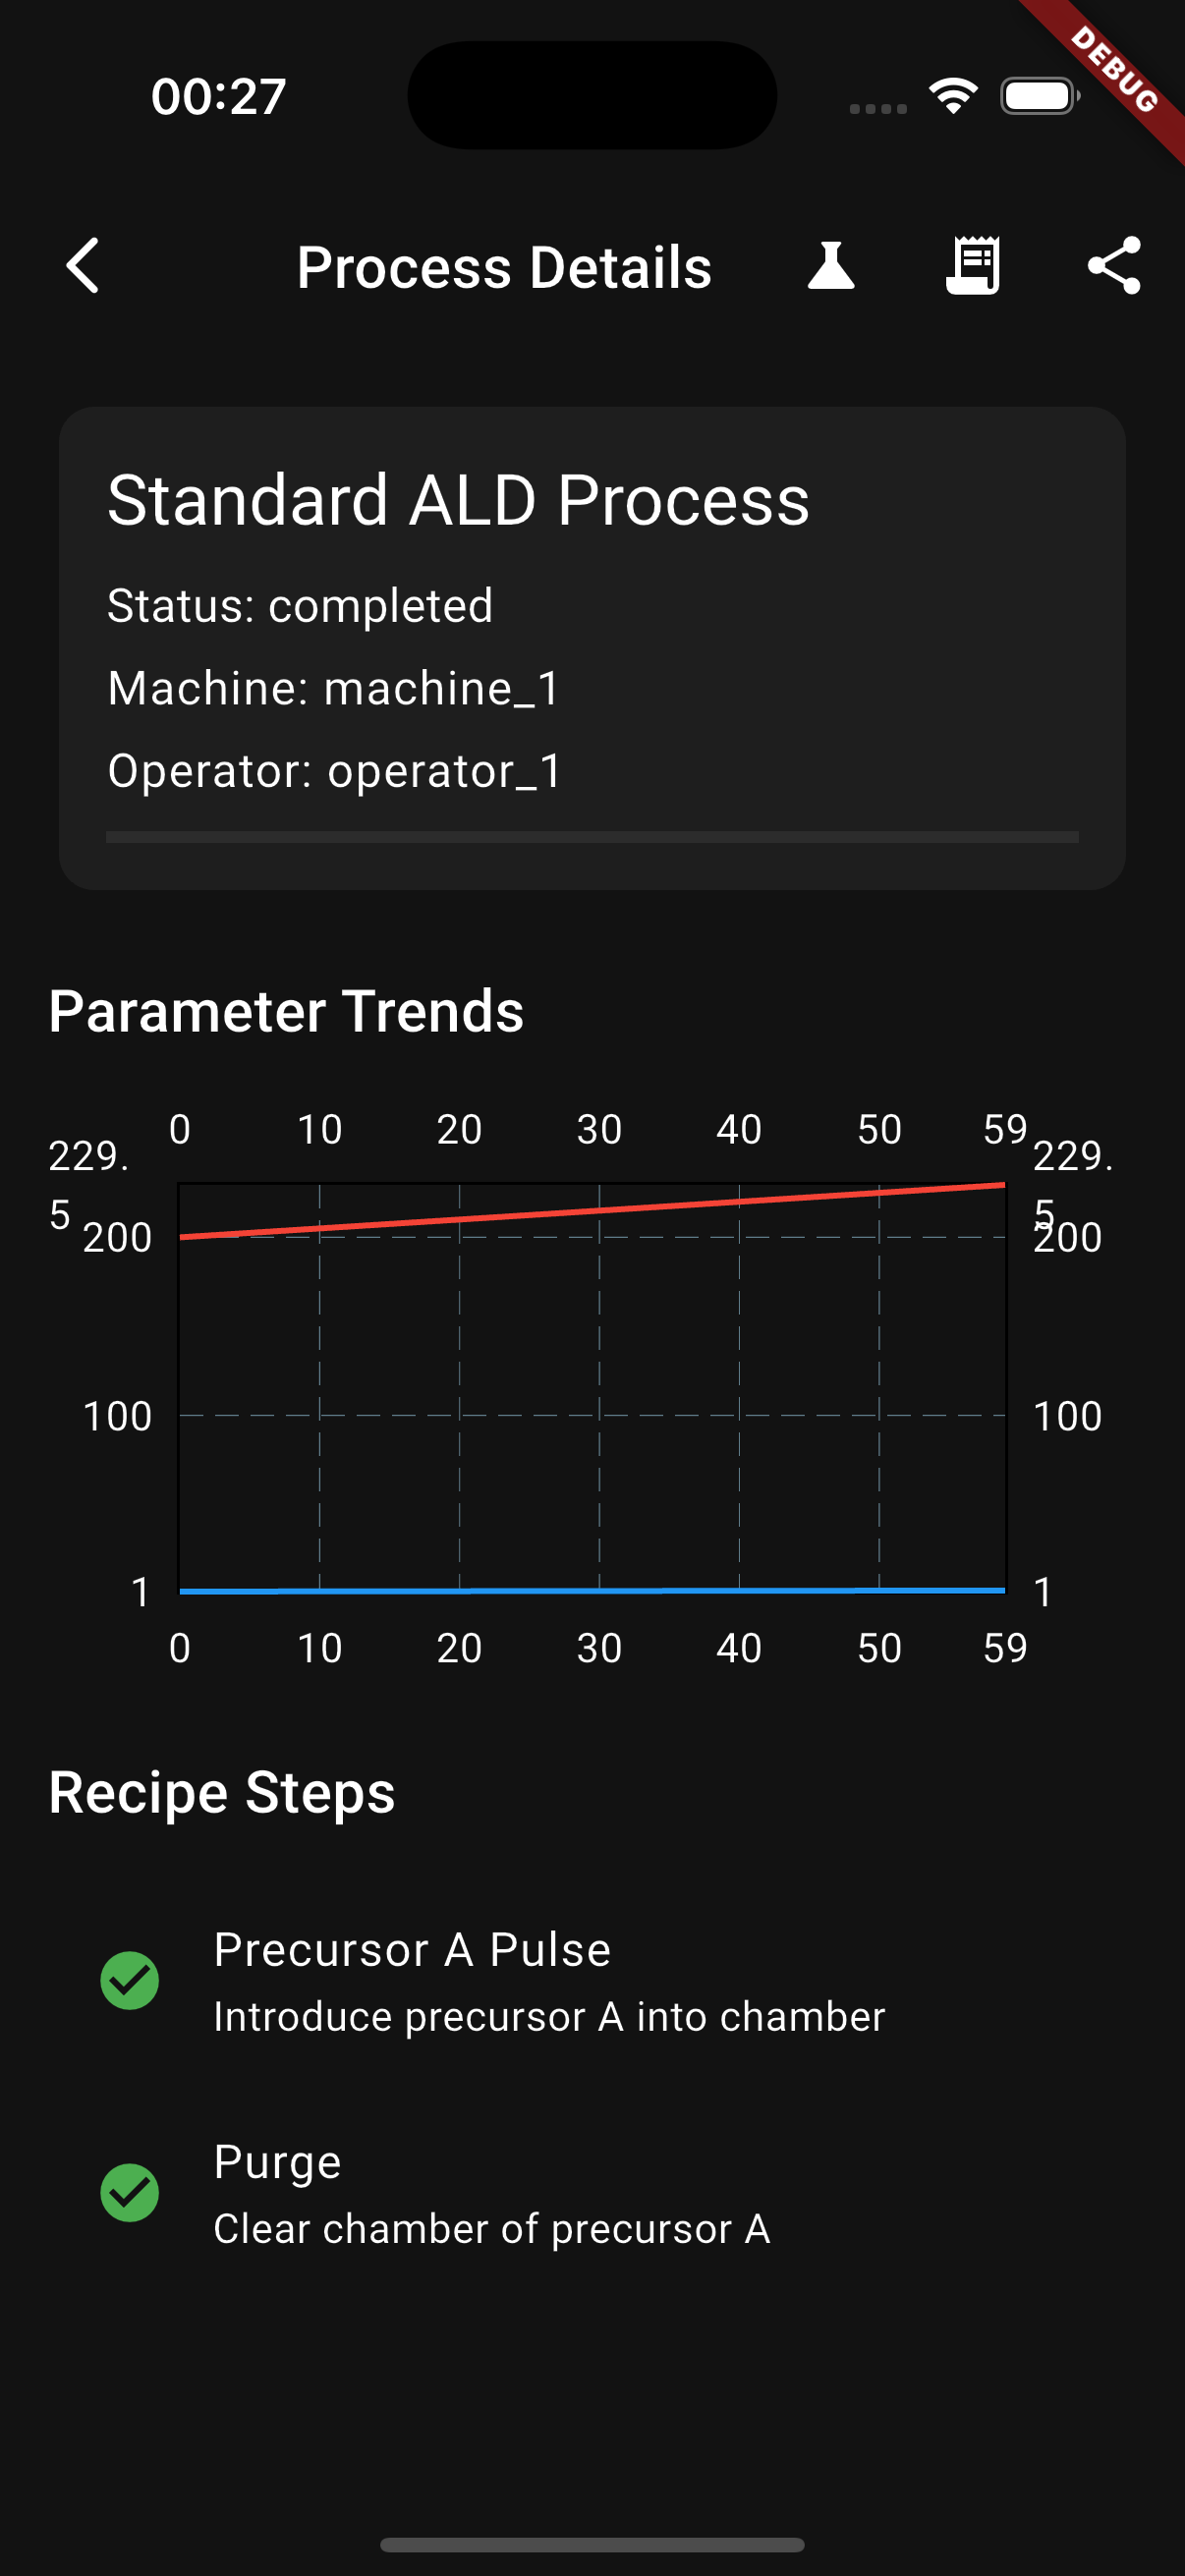 00:27
DEBUG
Process Details
Standard ALD Process
Status: completed
Machine: machine_1
Operator: operator_1
Parameter Trends
0 10 20 30 40 50 59
229. 229.
5 5
200 200
100 100
1 1
0 10 20 30 40 50 59
Recipe Steps
Precursor A Pulse
Introduce precursor A into chamber
Purge
Clear chamber of precursor A